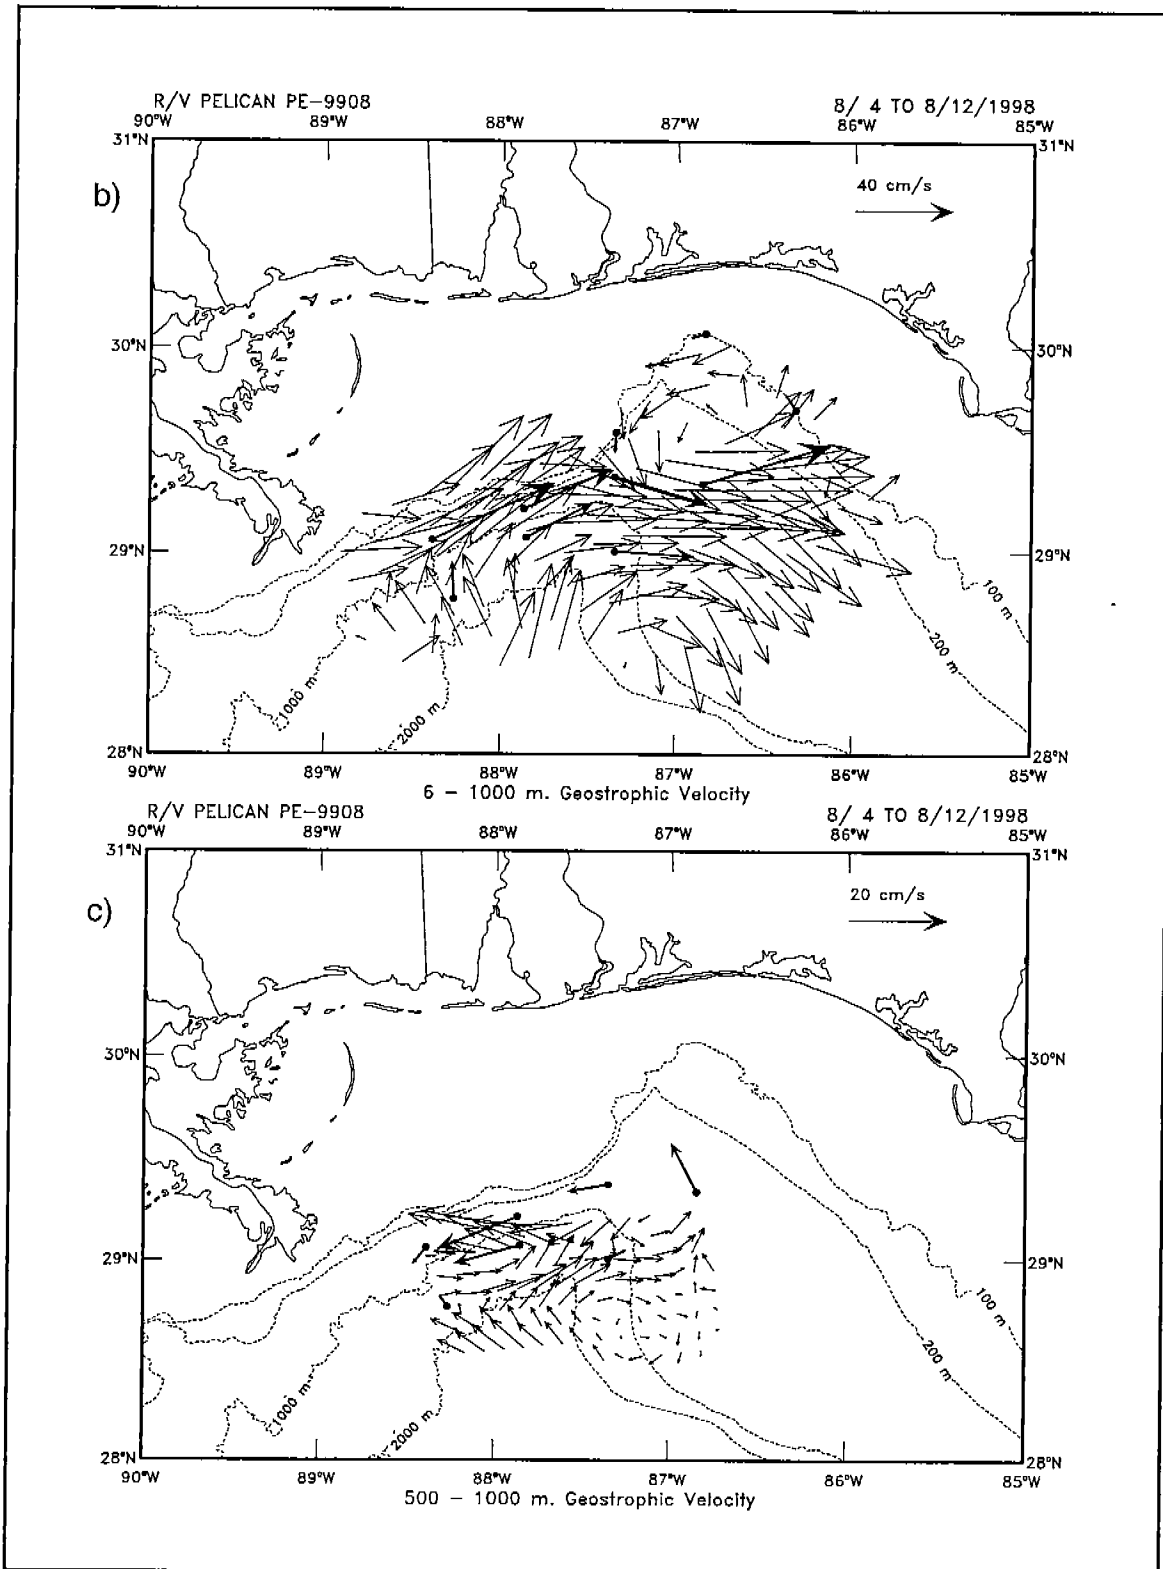 R/V PELICAN PE-9908 8/ 4 TO 8/12/1998
90°W 89°W 88°W 87°W 86°W 85°W
31°N 31°N
b)
40 cm/s
30°N 30°N
29°N 29°N
100 m
200 m
1000 m
2000 m
28°N 28°N
90°W 89°W 88°W 87°W 86°W 85°W
6 - 1000 m. Geostrophic Velocity
R/V PELICAN PE-9908 8/ 4 TO 8/12/1998
90°W 89°W 88°W 87°W 86°W 85°W
31°N 31°N
c)
20 cm/s
30°N 30°N
29°N 29°N
100 m
200 m
1000 m
2000 m
28°N 28°N
90°W 89°W 88°W 87°W 86°W 85°W
500 - 1000 m. Geostrophic Velocity